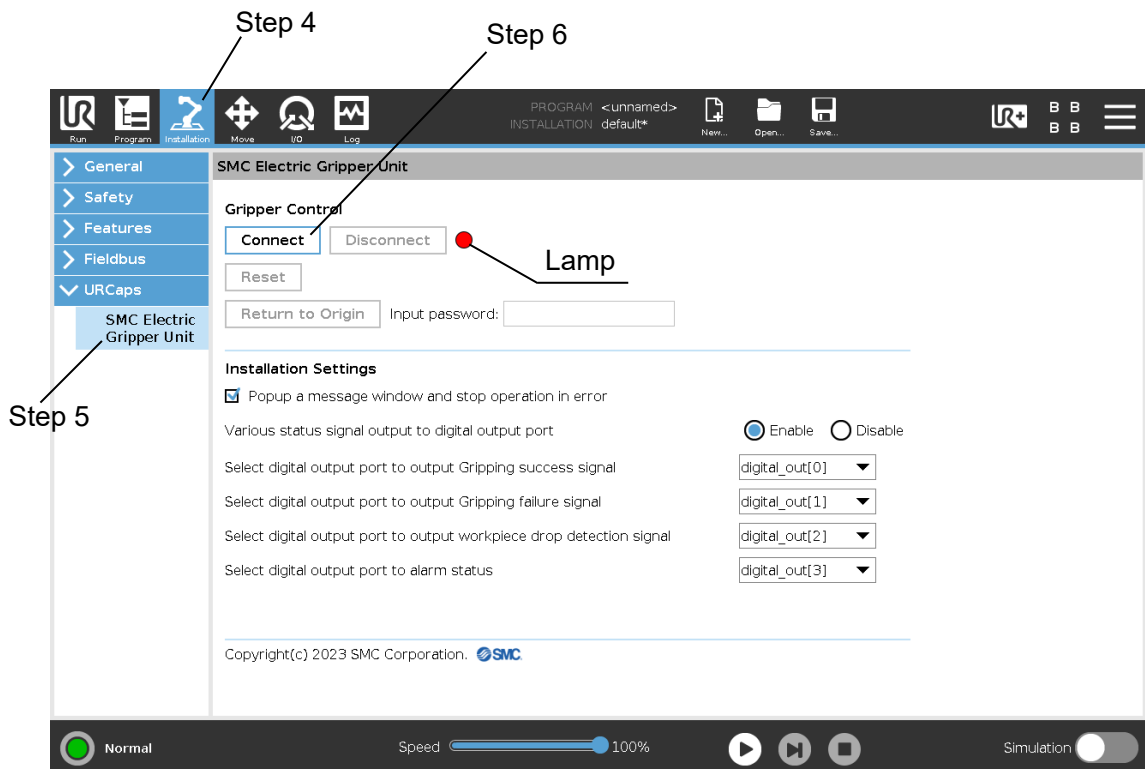 Step 4
Step 6
PROGRAM <unnamed>
INSTALLATION default*
Run Program Installation Move I/O Log New... Open... Save... UR+ B B
B B
General
Safety
Features
Fieldbus
URCaps
SMC Electric
Gripper Unit
Step 5
SMC Electric Gripper Unit
Gripper Control
Connect Disconnect
Lamp
Reset
Return to Origin Input password:
Installation Settings
Popup a message window and stop operation in error
Various status signal output to digital output port Enable Disable
Select digital output port to output Gripping success signal digital_out[0]
Select digital output port to output Gripping failure signal digital_out[1]
Select digital output port to output workpiece drop detection signal digital_out[2]
Select digital output port to alarm status digital_out[3]
Copyright(c) 2023 SMC Corporation. SMC
Normal Speed 100% Simulation